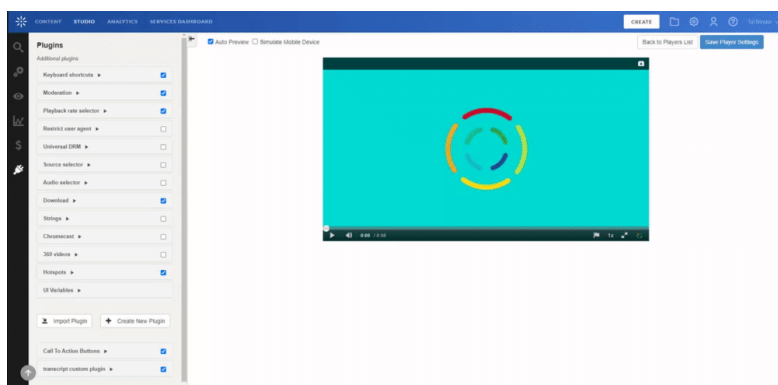 CONTENT STUDIO ANALYTICS SERVICES DASHBOARD
CREATE
Plugins
Additional plugins
Keyboard shortcuts
Moderation
Playback rate selector
Restrict user agent
Universal DRM
Source selector
Audio selector
Download
Strings
Chromecast
360 videos
Hotspots
UI Variables
Import Plugin
Create New Plugin
Call To Action Buttons
transcript custom plugin
Auto Preview Simulate Mobile Device
Back to Players List Save Player Settings
1x